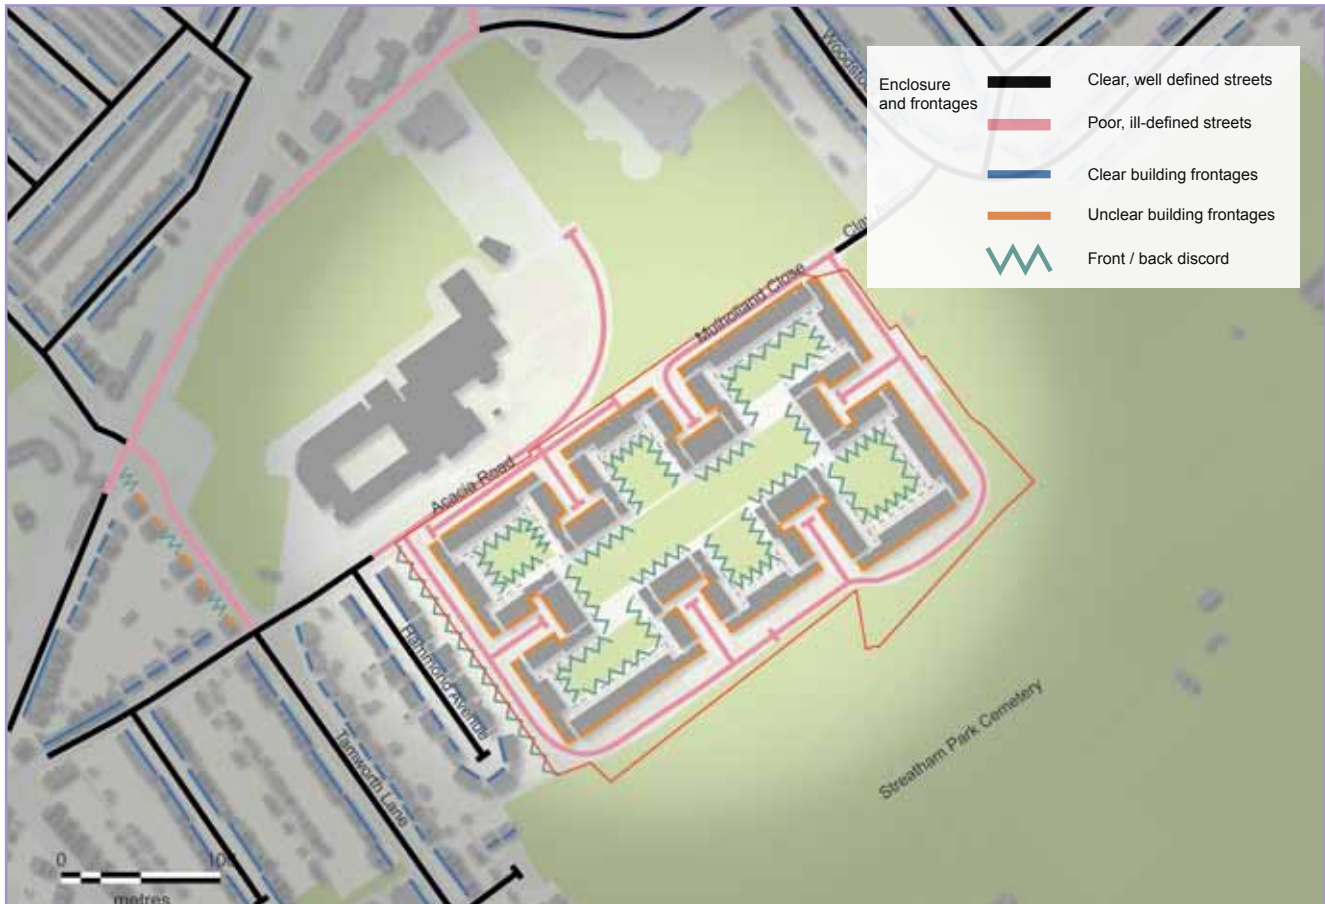 Enclosure
and frontages
Clear, well defined streets
Poor, ill-defined streets
Clear building frontages
Unclear building frontages
Front / back discord
Mulholland Close
Acacia Road
Hammond Avenue
Tamworth Lane
Streatham Park Cemetery
0
metres